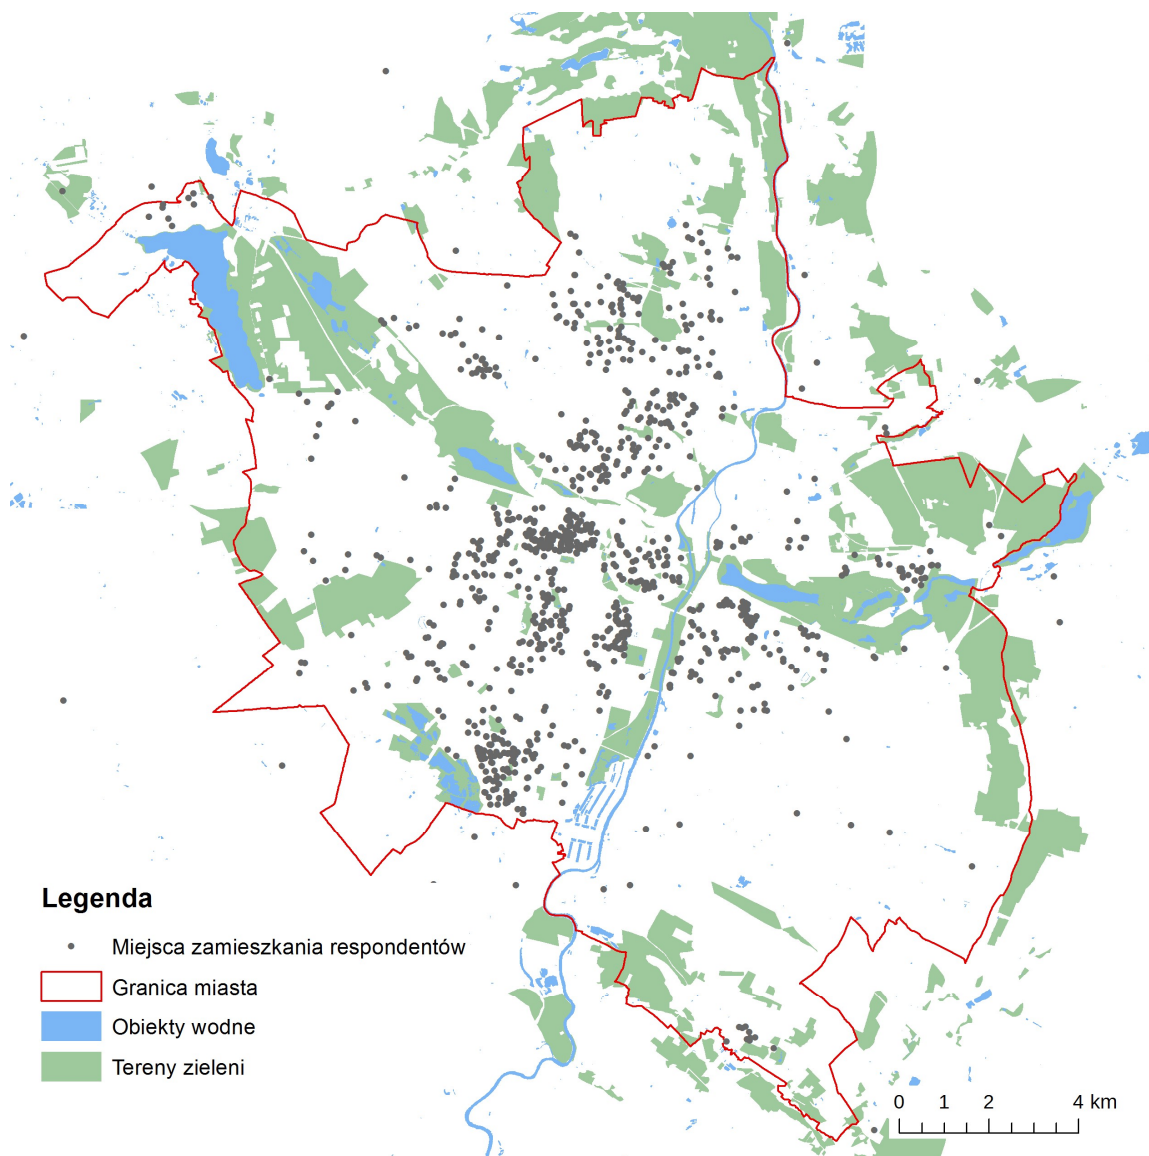 Legenda
Miejsca zamieszkania respondentów
Granica miasta
Obiekty wodne
Tereny zieleni
0 1 2 4 km